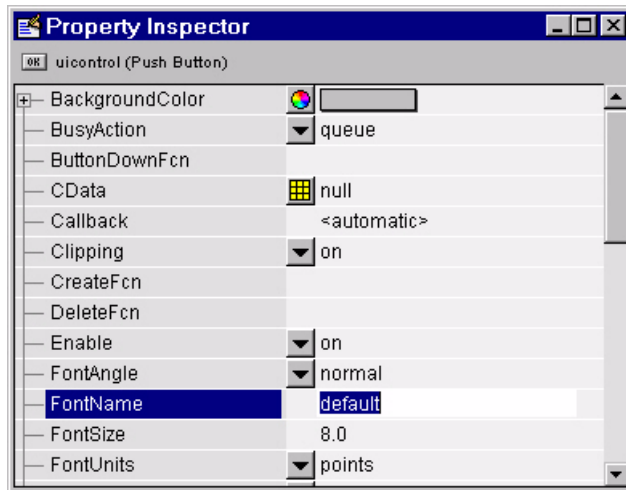 Property Inspector
OK uicontrol (Push Button)
BackgroundColor
BusyAction queue
ButtonDownFcn
CData null
Callback <automatic>
Clipping on
CreateFcn
DeleteFcn
Enable on
FontAngle normal
FontName default
FontSize 8.0
FontUnits points